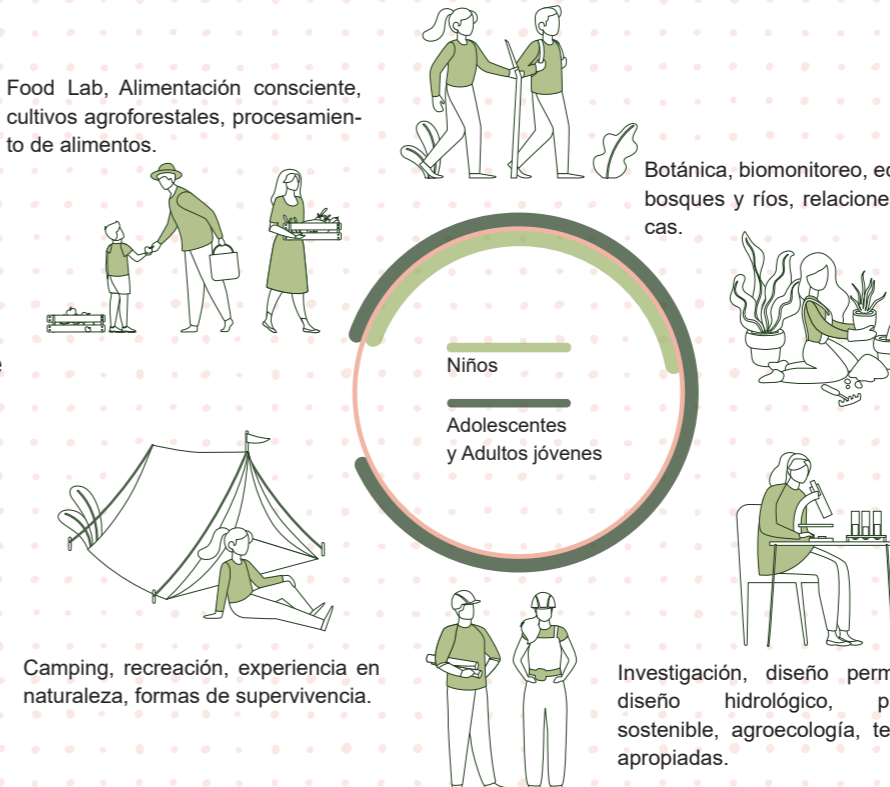 Food Lab, Alimentación consciente,
cultivos agroforestales, procesamien-
to de alimentos.
Botánica, biomonitoreo,
bosques y ríos,
cas.
Niños
Adolescentes
y Adultos jóvenes
Camping, recreación, experiencia en
naturaleza, formas de supervivencia.
Investigación, diseño
diseño hidrológico,
sostenible, agroecología,
apropiadas.